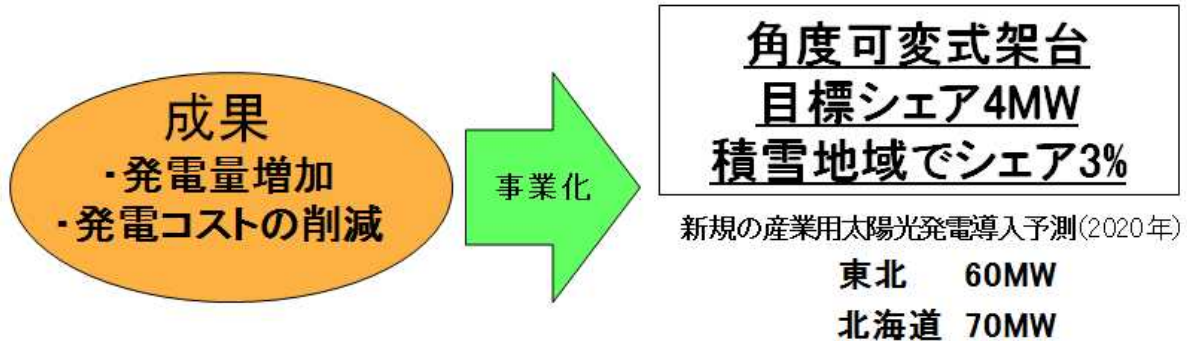 成果
・発電量増加
・発電コストの削減
事業化
角度可変式架台
目標シェア4MW
積雪地域でシェア3%
新規の産業用太陽光発電導入予測(2020年)
東北 60MW
北海道 70MW